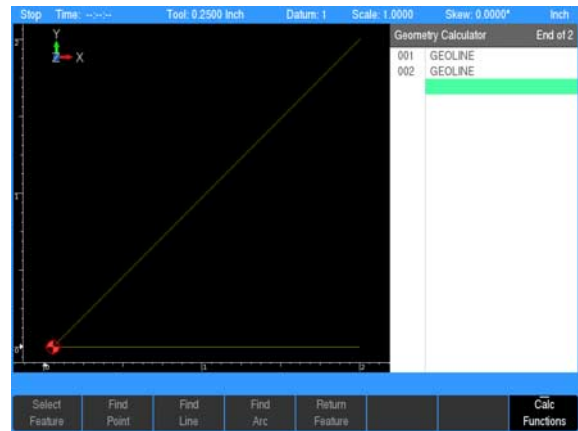 Stop Time: --:--:-- Tool: 0.2500 Inch Datum: 1 Scale: 1.0000 Skew: 0.0000° Inch
Geometry Calculator End of 2
001 GEOLINE
002 GEOLINE
Y
Z X
2
1
0
0 1 2
Select Feature
Find Point
Find Line
Find Arc
Return Feature
Calc Functions